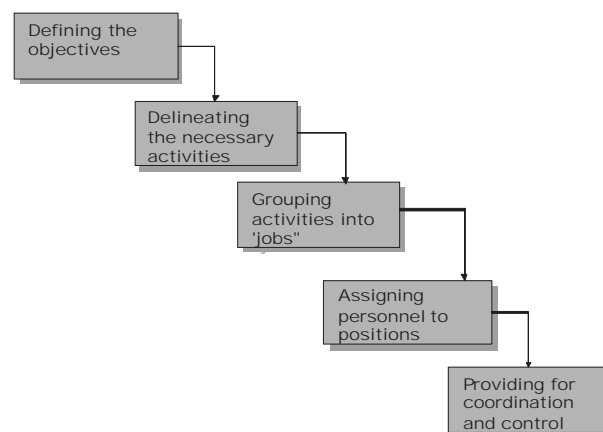 Defining the
objectives
Delineating
the necessary
activities
Grouping
activities into
'jobs"
Assigning
personnel to
positions
Providing for
coordination
and control